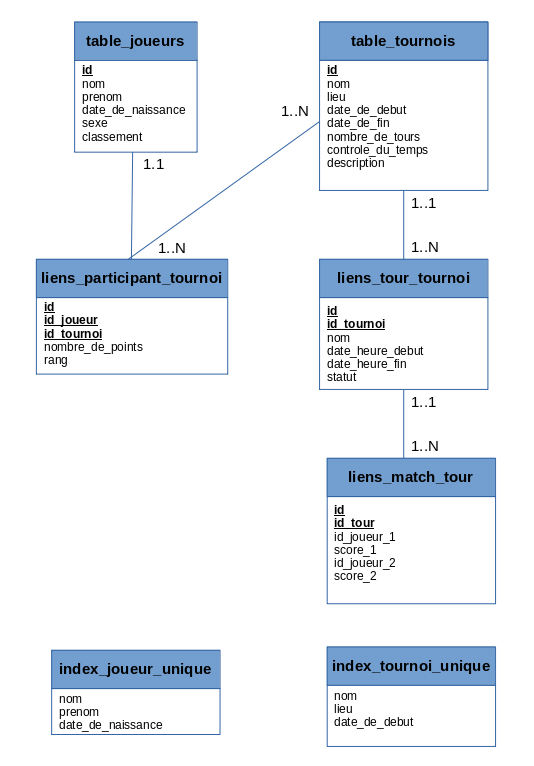 table_joueurs
id
nom
prenom
date_de_naissance
sexe
classement
table_tournois
id
nom
lieu
date_de_debut
date_de_fin
nombre_de_tours
controle_du_temps
description
1..N
1.1
1..N
1..1
1..N
liens_participant_tournoi
id
id_joueur
id_tournoi
nombre_de_points
rang
liens_tour_tournoi
id
id_tournoi
nom
date_heure_debut
date_heure_fin
statut
1..1
1..N
liens_match_tour
id
id_tour
id_joueur_1
score_1
id_joueur_2
score_2
index_joueur_unique
nom
prenom
date_de_naissance
index_tournoi_unique
nom
lieu
date_de_debut